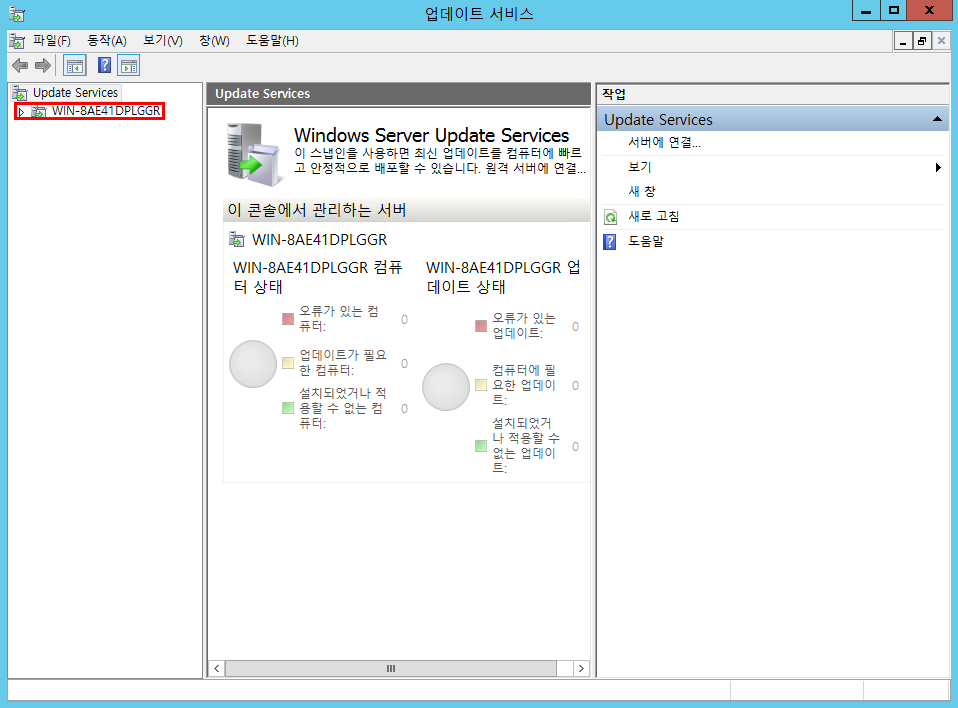 업데이트 서비스
파일(F) 동작(A) 보기(V) 창(W) 도움말(H)
Update Services
WIN-8AE41DPLGGR
Update Services
Windows Server Update Services
이 스냅인을 사용하면 최신 업데이트를 컴퓨터에 빠르
고 안정적으로 배포할 수 있습니다. 원격 서버에 연결...
이 콘솔에서 관리하는 서버
WIN-8AE41DPLGGR
WIN-8AE41DPLGGR 컴퓨
터 상태
오류가 있는 컴
퓨터:
0
업데이트가 필요
한 컴퓨터:
0
설치되었거나 적
용할 수 없는 컴
퓨터:
0
WIN-8AE41DPLGGR 업
데이트 상태
오류가 있는
업데이트:
0
컴퓨터에 필
요한 업데이
트:
0
설치되었거
나 적용할 수
없는 업데이
트:
0
작업
Update Services
서버에 연결...
보기
새 창
새로 고침
도움말